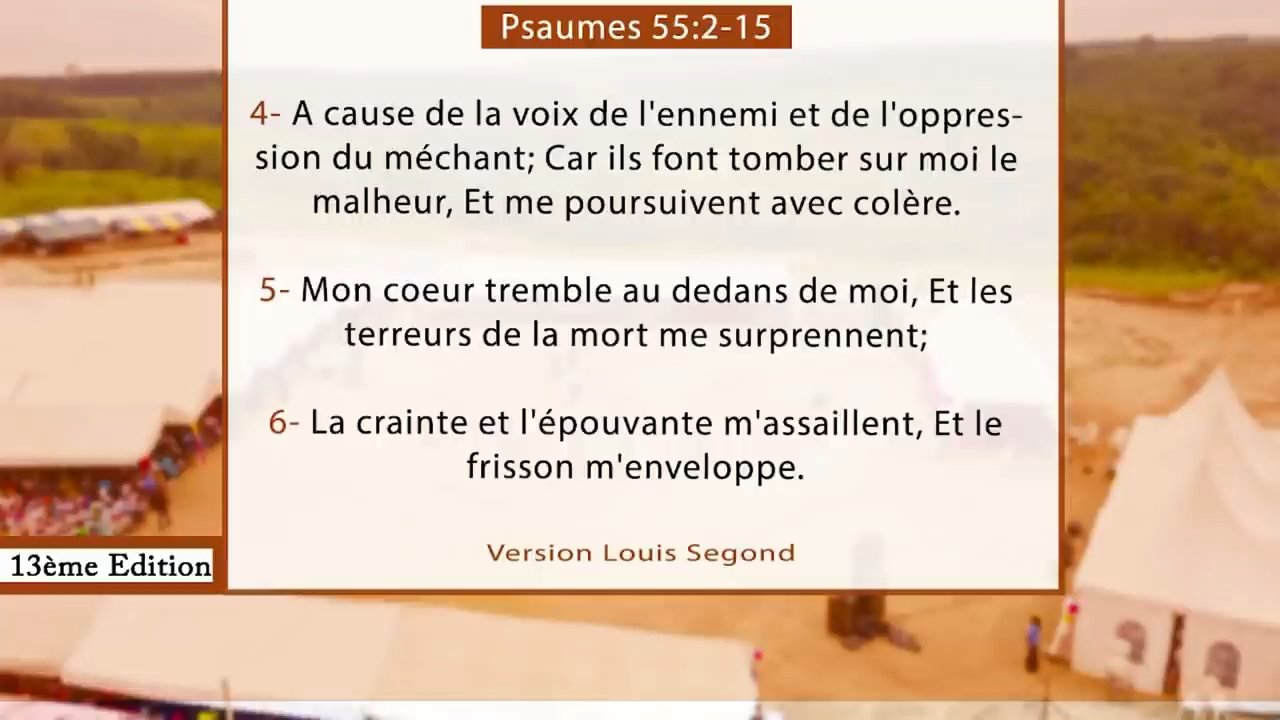 Psaumes 55:2-15
4- A cause de la voix de l'ennemi et de l'oppres-
sion du méchant; Car ils font tomber sur moi le
malheur, Et me poursuivent avec colère.
5- Mon coeur tremble au dedans de moi, Et les
terreurs de la mort me surprennent;
6- La crainte et l'épouvante m'assaillent, Et le
frisson m'enveloppe.
Version Louis Segond
13ème Edition